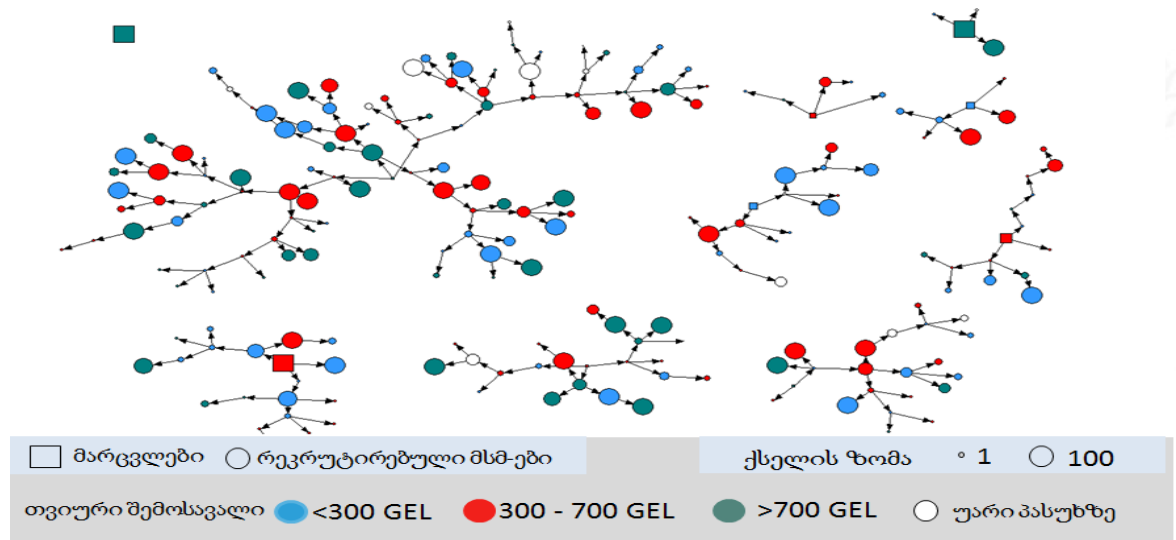 მარცვლები რეკრუტირებული მსმ-ები ქსელის ზომა 1 100
თვიური შემოსავალი <300 GEL 300 - 700 GEL >700 GEL უარი პასუხზე